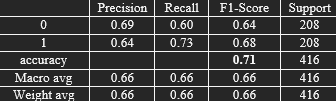 Precision Recall F1-Score Support
0 0.69 0.60 0.64 208
1 0.64 0.73 0.68 208
accuracy 0.71 416
Macro avg 0.66 0.66 0.66 416
Weight avg 0.66 0.66 0.66 416